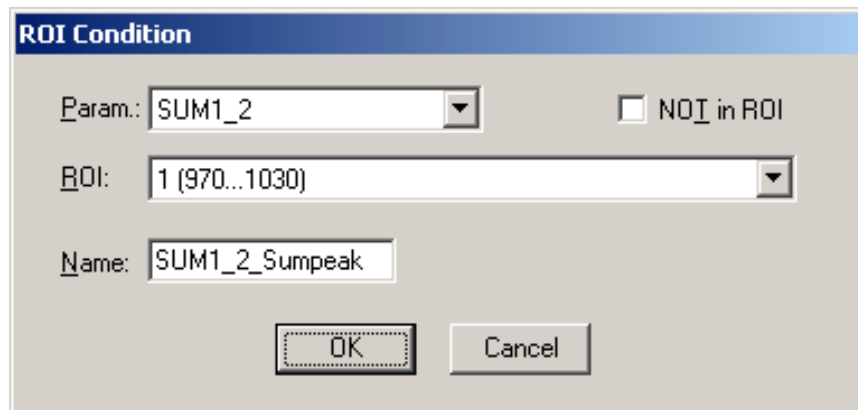 ROI Condition
Param.: SUM1_2 NOT in ROI
ROI: 1 (970...1030)
Name: SUM1_2_Sumpeak
OK Cancel